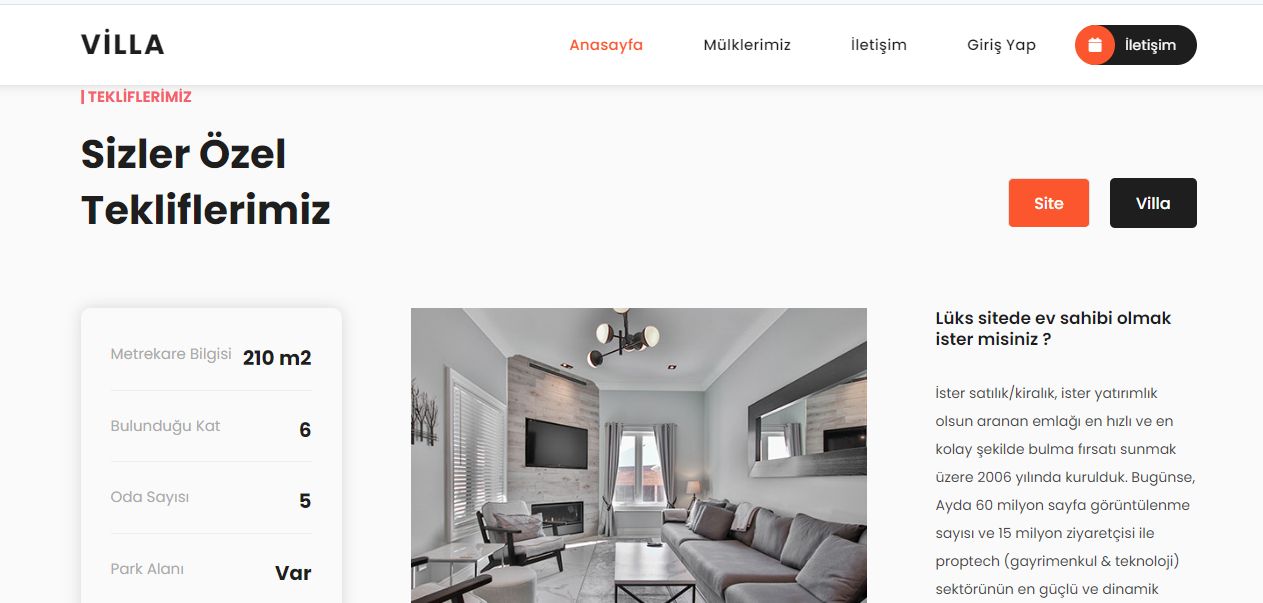 VİLLA
Anasayfa
Mülklerimiz
İletişim
Giriş Yap
İletişim
| TEKLİFLERİMİZ
Sizler Özel
Tekliflerimiz
Site
Villa
Metrekare Bilgisi 210 m2
Bulunduğu Kat 6
Oda Sayısı 5
Park Alanı Var
Lüks sitede ev sahibi olmak
ister misiniz ?
İster satılık/kiralık, ister yatırımlık
olsun aranan emlağı en hızlı ve en
kolay şekilde bulma fırsatı sunmak
üzere 2006 yılında kurulduk. Bugünse,
Ayda 60 milyon sayfa görüntülenme
sayısı ve 15 milyon ziyaretçisi ile
proptech (gayrimenkul & teknoloji)
sektörünün en güçlü ve dinamik